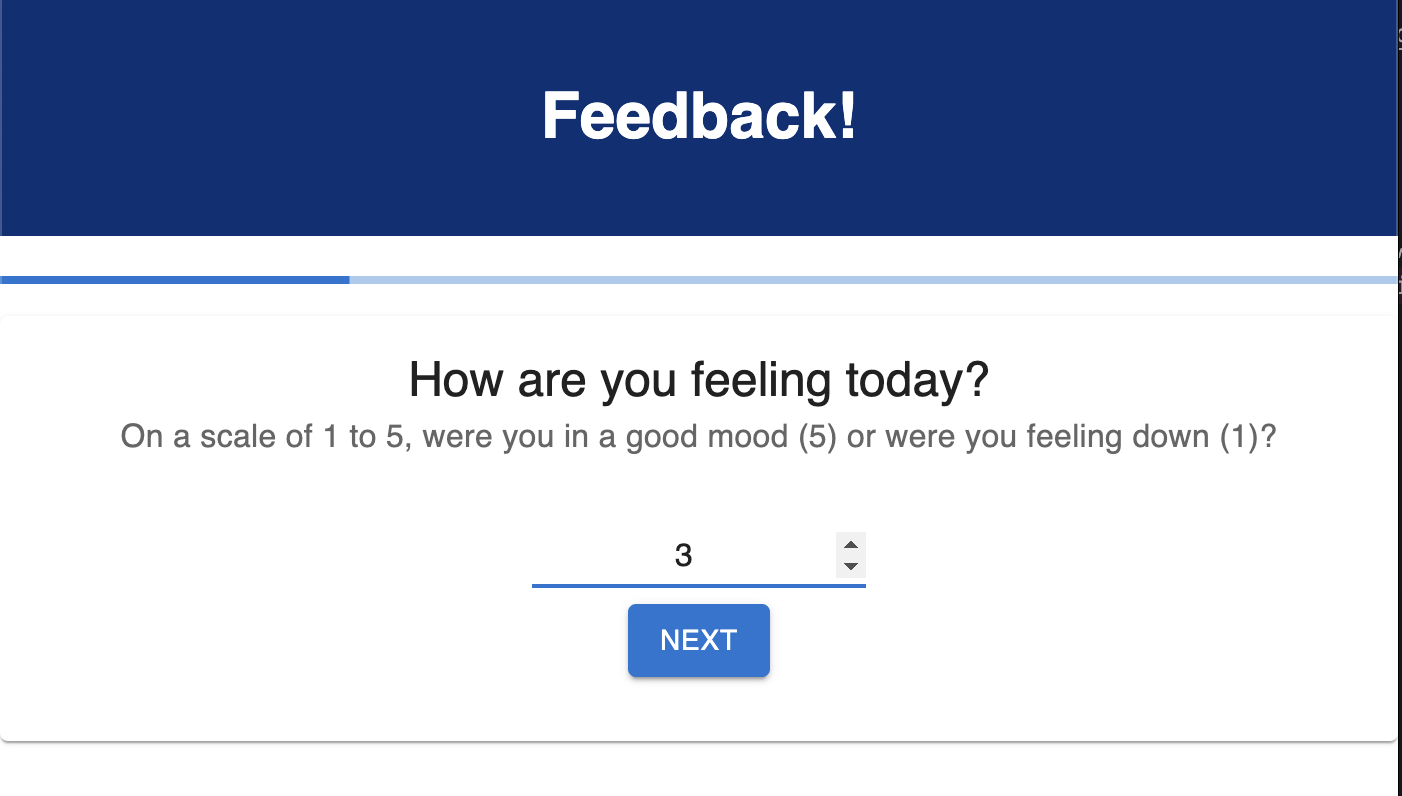 Feedback!
How are you feeling today?
On a scale of 1 to 5, were you in a good mood (5) or were you feeling down (1)?
3
NEXT